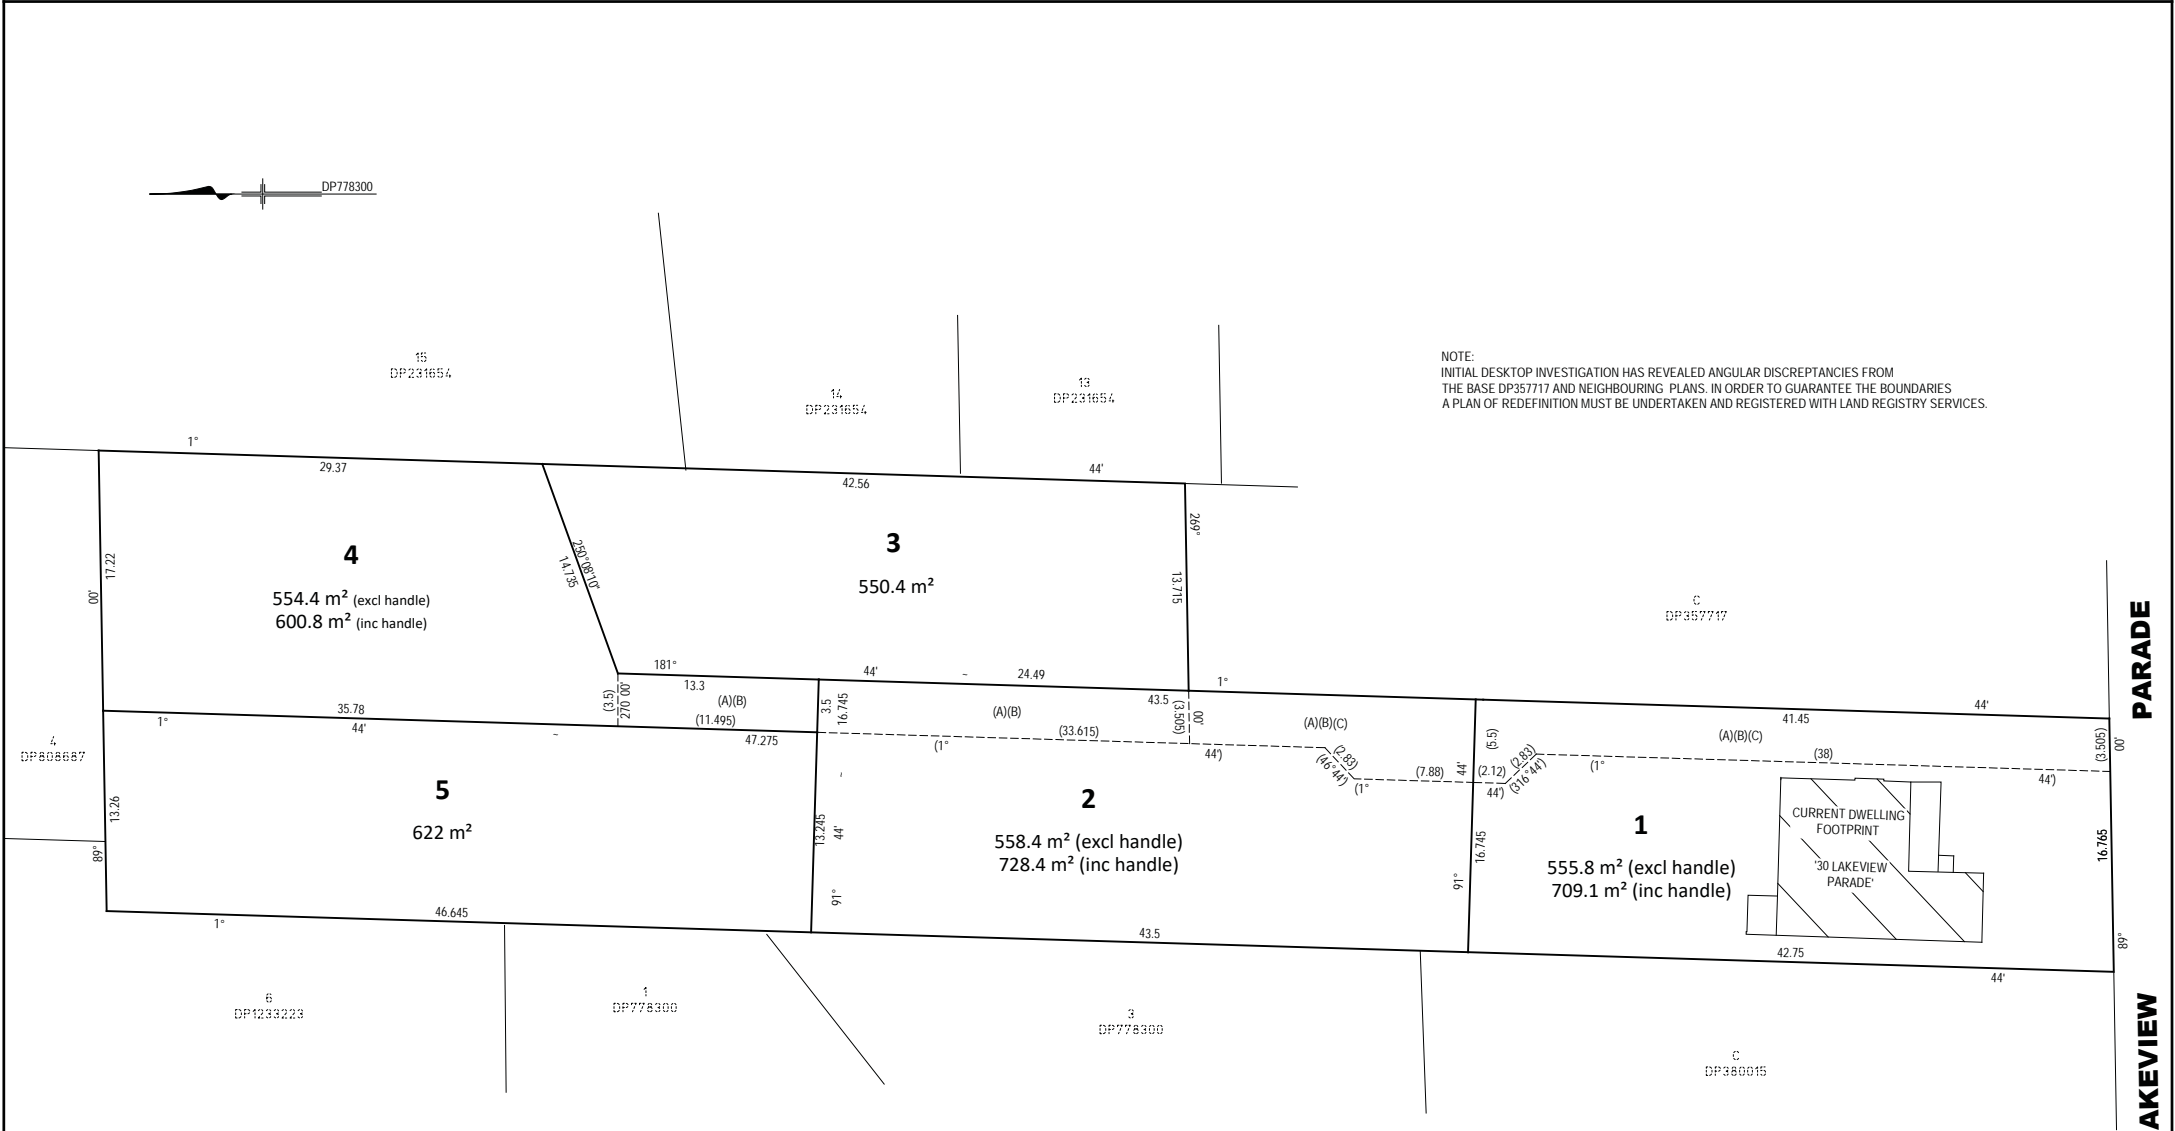 DP778300
15
DP231654
14
DP231654
13
DP231654
NOTE:
INITIAL DESKTOP INVESTIGATION HAS REVEALED ANGULAR DISCREPTANCIES FROM
THE BASE DP357717 AND NEIGHBOURING PLANS. IN ORDER TO GUARANTEE THE BOUNDARIES
A PLAN OF REDEFINITION MUST BE UNDERTAKEN AND REGISTERED WITH LAND REGISTRY SERVICES.
1°
29.37
42.56
44'
4
554.4 m² (excl handle)
600.8 m² (inc handle)
17.22
00'
250°08'10"
14.735
3
550.4 m²
269°
13.715
C
DP357717
PARADE
181°
44'
24.49
1°
13.3
(A)(B)
(11.495)
(3.5)
270 00'
3.5
16.745
(A)(B)
43.5
(3.505)
00'
(A)(B)(C)
(33.615)
(1°
44')
(2.83)
(46°44')
(1°
(7.88)
44'
(5.5)
(2.12)
44')
(2.83)
(316°44')
(1°
(38)
44')
41.45
44'
(A)(B)(C)
(3.505)
00'
35.78
1°
44'
47.275
4
DP808687
13.26
89°
5
622 m²
13.245
44'
91°
2
558.4 m² (excl handle)
728.4 m² (inc handle)
16.745
91°
1
555.8 m² (excl handle)
709.1 m² (inc handle)
CURRENT DWELLING
FOOTPRINT
'30 LAKEVIEW
PARADE'
16.765
89°
46.645
1°
43.5
42.75
44'
6
DP1233223
1
DP778300
3
DP778300
C
DP380015
AKEVIEW